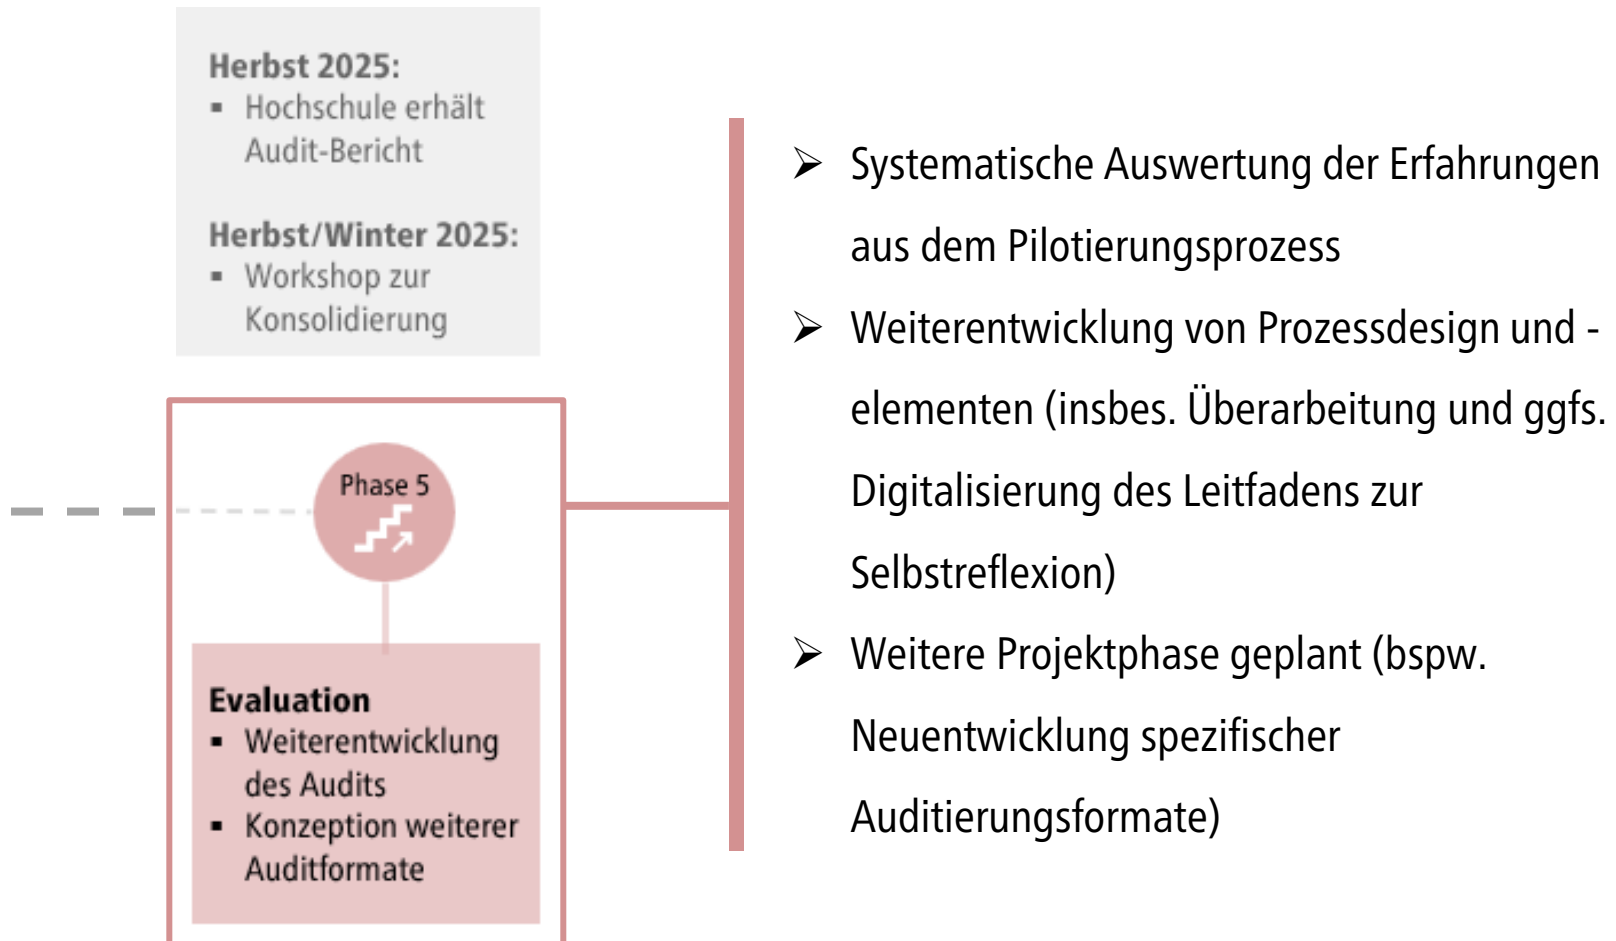 Herbst 2025:
▪ Hochschule erhält
Audit-Bericht
Herbst/Winter 2025:
▪ Workshop zur
Konsolidierung
Phase 5
Evaluation
▪ Weiterentwicklung
des Audits
▪ Konzeption weiterer
Auditformate
➢ Systematische Auswertung der Erfahrungen
aus dem Pilotierungsprozess
➢ Weiterentwicklung von Prozessdesign und -
elementen (insbes. Überarbeitung und ggfs.
Digitalisierung des Leitfadens zur
Selbstreflexion)
➢ Weitere Projektphase geplant (bspw.
Neuentwicklung spezifischer
Auditierungsformate)